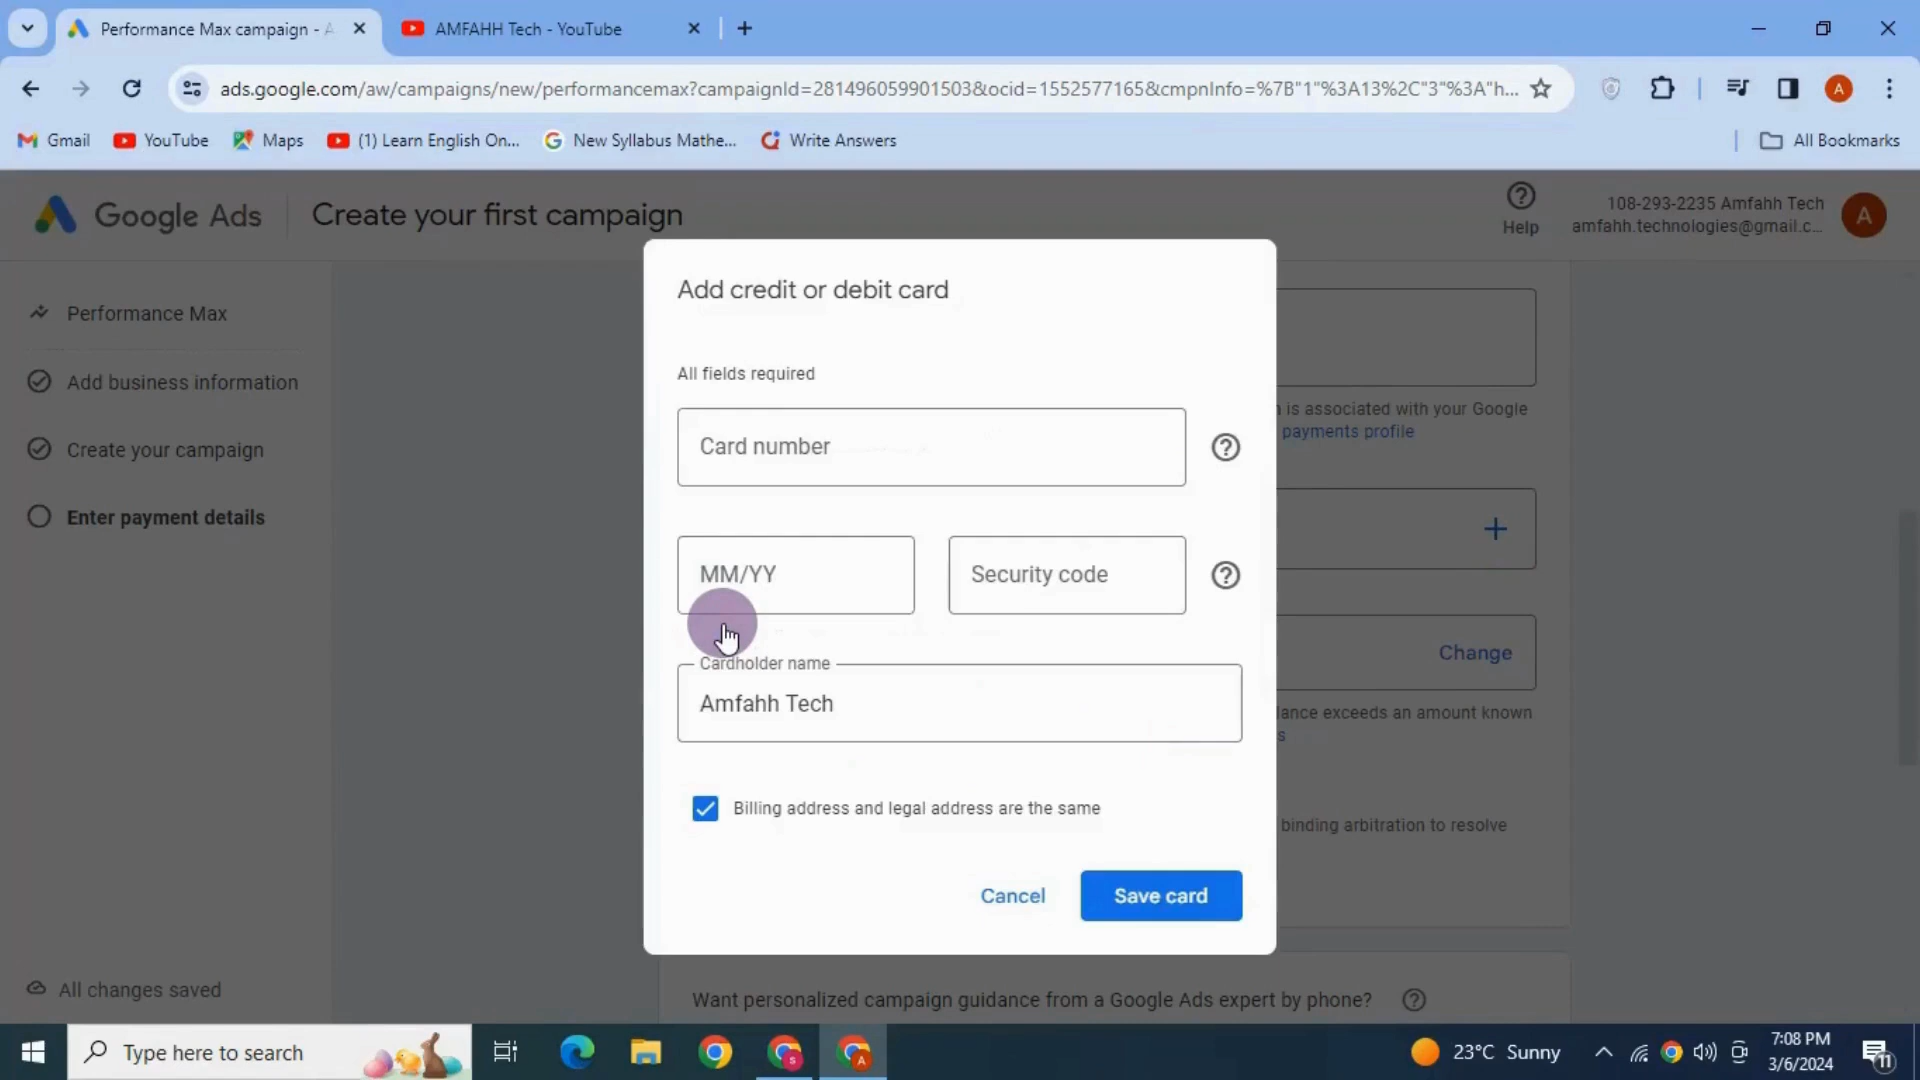 Performance Max campaign - A
AMFAHH Tech - YouTube
ads.google.com/aw/campaigns/new/performancemax?campaignId=281496059901503&ocid=1552577165&cmpnInfo=%7B"1"%3A13%2C"3"%3A"h...
A
Gmail
YouTube
Maps
(1) Learn English On...
New Syllabus Mathe...
Write Answers
All Bookmarks
Google Ads
Create your first campaign
Help
108-293-2235 Amfahh Tech
amfahh.technologies@gmail.c...
A
Performance Max
Add business information
Create your campaign
Enter payment details
All changes saved
Add credit or debit card
All fields required
Card number
MM/YY
Security code
Cardholder name
Amfahh Tech
Billing address and legal address are the same
Cancel
Save card
is associated with your Google
payments profile
Change
lance exceeds an amount known
s
binding arbitration to resolve
Want personalized campaign guidance from a Google Ads expert by phone?
Type here to search
S
A
23°C Sunny
7:08 PM
3/6/2024
11